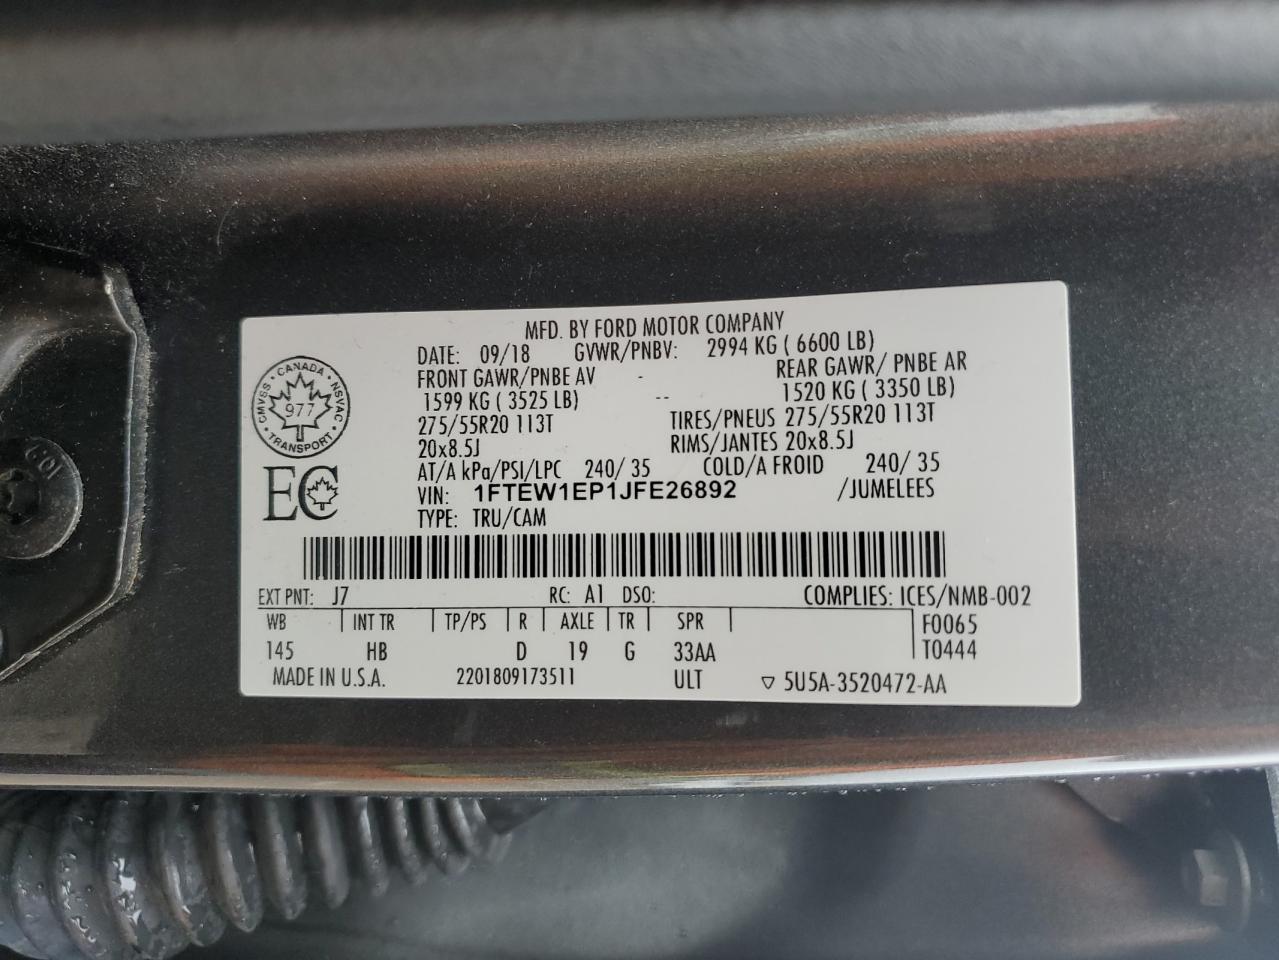 MFD. BY FORD MOTOR COMPANY
DATE: 09/18 GVWR/PNBV: 2994 KG ( 6600 LB)
FRONT GAWR/PNBE AV - REAR GAWR/ PNBE AR
1599 KG ( 3525 LB) -- 1520 KG ( 3350 LB)
275/55R20 113T TIRES/PNEUS 275/55R20 113T
20x8.5J RIMS/JANTES 20x8.5J
AT/A kPa/PSI/LPC 240/ 35 COLD/A FROID 240/ 35
VIN: 1FTEW1EP1JFE26892 /JUMELEES
TYPE: TRU/CAM
CMVSS · CANADA · NSVAC · TRANSPORT ·
977
EC
EXT PNT: J7 RC: A1 DSO: COMPLIES: ICES/NMB-002
WB INT TR TP/PS R AXLE TR SPR F0065
145 HB D 19 G 33AA T0444
MADE IN U.S.A. 2201809173511 ULT ▽ 5U5A-3520472-AA